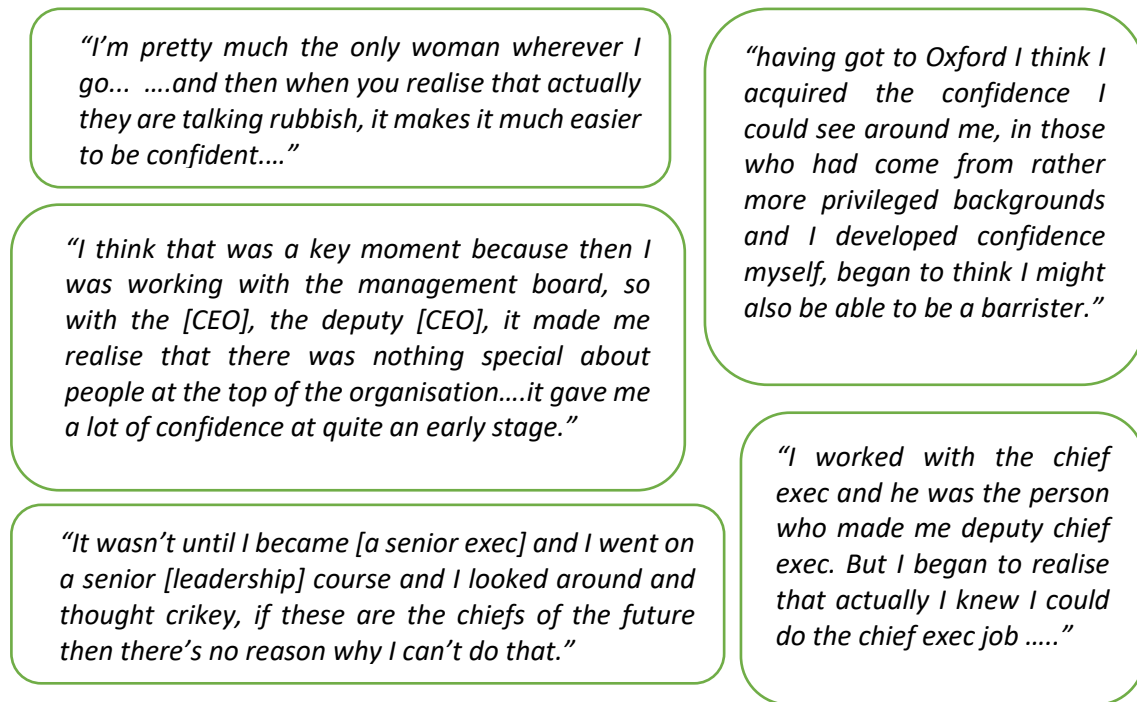 “I’m pretty much the only woman wherever I
go... ....and then when you realise that actually
they are talking rubbish, it makes it much easier
to be confident....”
“I think that was a key moment because then I
was working with the management board, so
with the [CEO], the deputy [CEO], it made me
realise that there was nothing special about
people at the top of the organisation....it gave me
a lot of confidence at quite an early stage.”
“It wasn’t until I became [a senior exec] and I went on
a senior [leadership] course and I looked around and
thought crikey, if these are the chiefs of the future
then there’s no reason why I can’t do that.”
“having got to Oxford I think I
acquired the confidence I
could see around me, in those
who had come from rather
more privileged backgrounds
and I developed confidence
myself, began to think I might
also be able to be a barrister.”
“I worked with the chief
exec and he was the person
who made me deputy chief
exec. But I began to realise
that actually I knew I could
do the chief exec job .....”